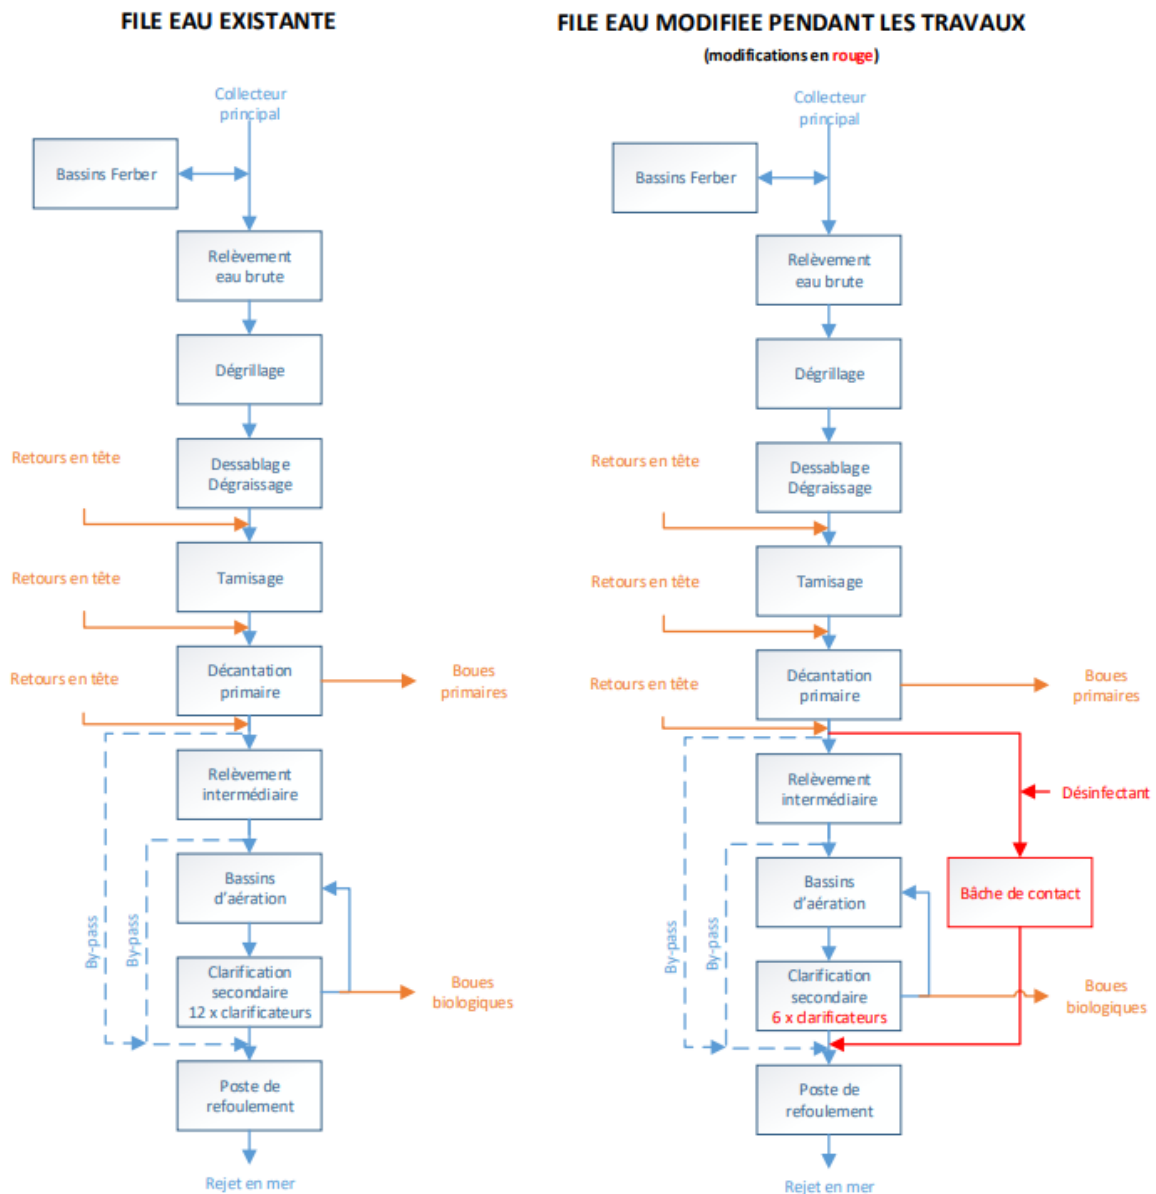 FILE EAU EXISTANTE
Collecteur
principal
Bassins Ferber
Relèvement
eau brute
Dégrillage
Retours en tête
Dessablage
Dégraissage
Retours en tête
Tamisage
Retours en tête
Décantation
primaire
Boues
primaires
Relèvement
intermédiaire
Bassins
d'aération
By-pass
By-pass
Clarification
secondaire
12 x clarificateurs
Boues
biologiques
Poste de
refoulement
Rejet en mer
FILE EAU MODIFIEE PENDANT LES TRAVAUX
(modifications en rouge)
Collecteur
principal
Bassins Ferber
Relèvement
eau brute
Dégrillage
Retours en tête
Dessablage
Dégraissage
Retours en tête
Tamisage
Retours en tête
Décantation
primaire
Boues
primaires
Relèvement
intermédiaire
Désinfectant
Bassins
d'aération
Bâche de contact
By-pass
By-pass
Clarification
secondaire
6 x clarificateurs
Boues
biologiques
Poste de
refoulement
Rejet en mer